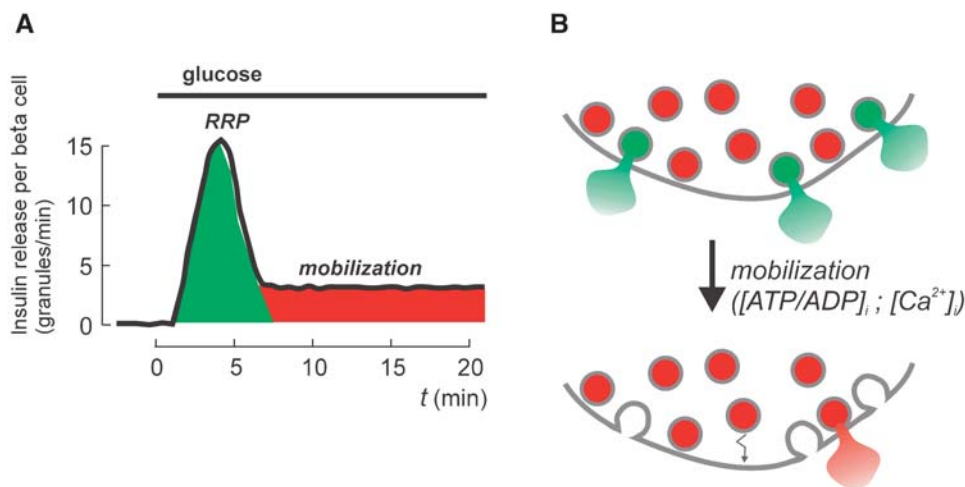 A
glucose
RRP
Insulin release per beta cell
(granules/min)
15
10
5
0
mobilization
0 5 10 15 20
t (min)
B
mobilization
([ATP/ADP]i ; [Ca2+]i)